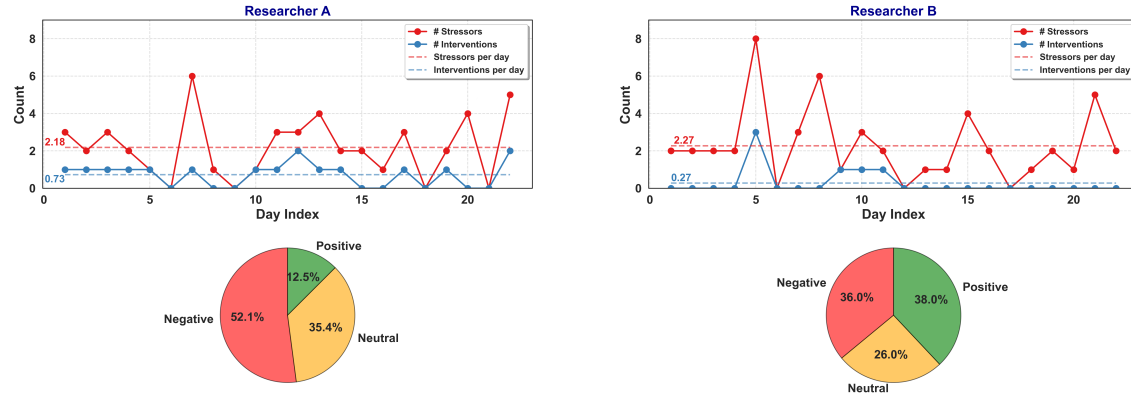 Researcher A
Count
8
6
4
2
0
2.18
0.73
# Stressors
# Interventions
Stressors per day
Interventions per day
0 5 10 15 20
Day Index
Positive
12.5%
Negative
52.1%
35.4%
Neutral
Researcher B
Count
8
6
4
2
0
2.27
0.27
# Stressors
# Interventions
Stressors per day
Interventions per day
0 5 10 15 20
Day Index
Negative
36.0%
38.0%
Positive
26.0%
Neutral